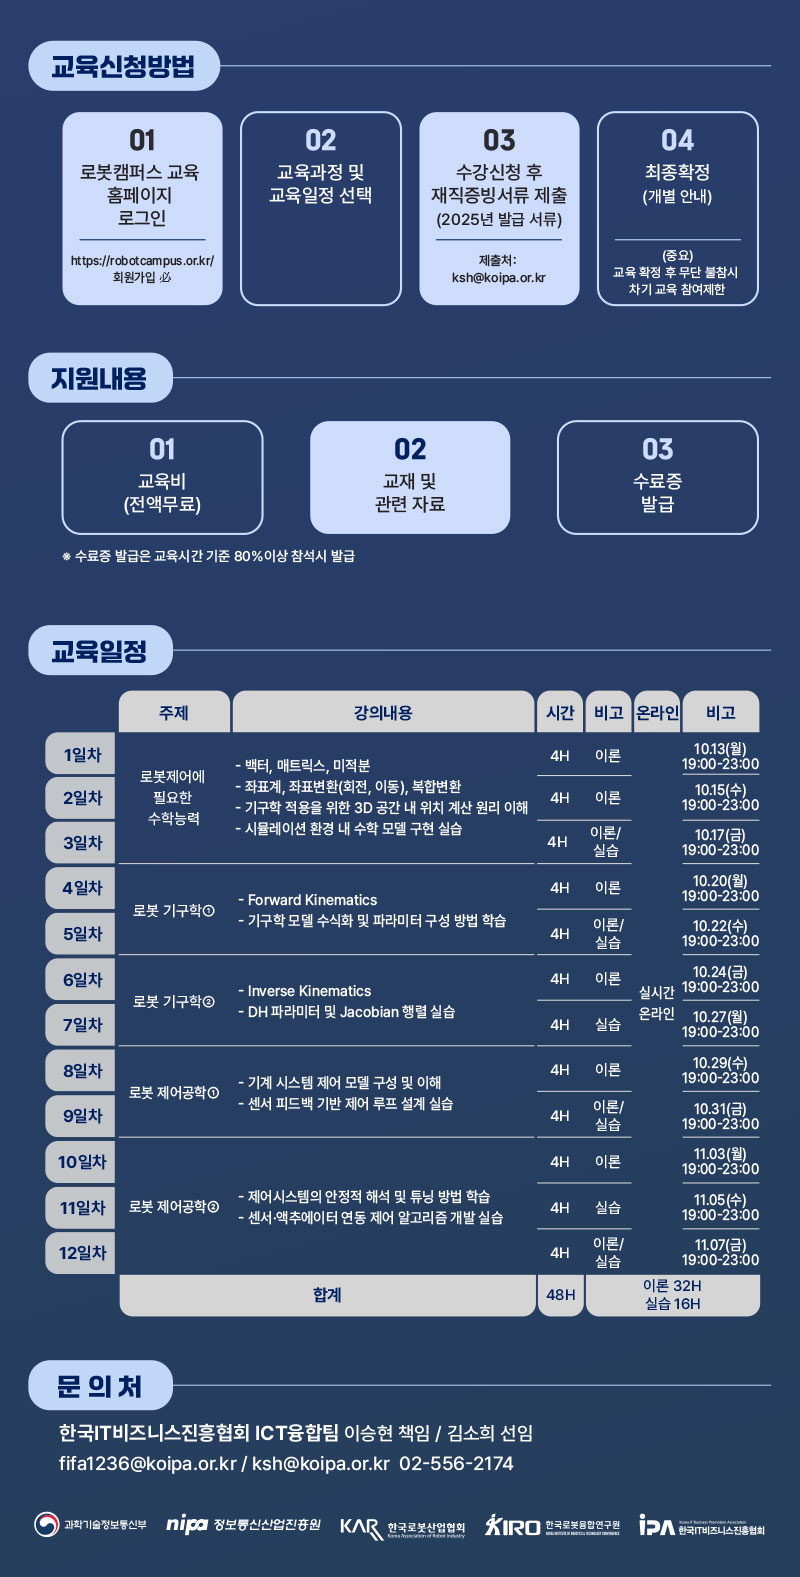 교육신청방법
01
로봇캠퍼스 교육
홈페이지
로그인
https://robotcampus.or.kr/
회원가입
02
교육과정 및
교육일정 선택
03
수강신청 후
재직증빙서류 제출
(2025년 발급 서류)
제출처:
ksh@koipa.or.kr
04
최종확정
(개별 안내)
(중요)
교육 확정 후 무단 불참시
차기 교육 참여제한
지원내용
01
교육비
(전액무료)
02
교재 및
관련 자료
03
수료증
발급
※ 수료증 발급은 교육시간 기준 80%이상 참석시 발급
교육일정
주제 강의내용 시간 비고 온라인 비고
1일차 4H 이론 10.13(월) 19:00-23:00
로봇제어에
필요한
수학능력
- 백터, 매트릭스, 미적분
- 좌표계, 좌표변환(회전, 이동), 복합변환
- 기구학 적용을 위한 3D 공간 내 위치 계산 원리 이해
- 시뮬레이션 환경 내 수학 모델 구현 실습
2일차 4H 이론 10.15(수) 19:00-23:00
3일차 4H 이론/실습 10.17(금) 19:00-23:00
4일차 4H 이론 10.20(월) 19:00-23:00
로봇 기구학①
- Forward Kinematics
- 기구학 모델 수식화 및 파라미터 구성 방법 학습
5일차 4H 이론/실습 10.22(수) 19:00-23:00
6일차 4H 이론 10.24(금) 19:00-23:00
로봇 기구학②
- Inverse Kinematics
- DH 파라미터 및 Jacobian 행렬 실습
실시간
온라인
7일차 4H 실습 10.27(월) 19:00-23:00
8일차 4H 이론 10.29(수) 19:00-23:00
로봇 제어공학①
- 기계 시스템 제어 모델 구성 및 이해
- 센서 피드백 기반 제어 루프 설계 실습
9일차 4H 이론/실습 10.31(금) 19:00-23:00
10일차 4H 이론 11.03(월) 19:00-23:00
로봇 제어공학②
- 제어시스템의 안정적 해석 및 튜닝 방법 학습
- 센서·액추에이터 연동 제어 알고리즘 개발 실습
11일차 4H 실습 11.05(수) 19:00-23:00
12일차 4H 이론/실습 11.07(금) 19:00-23:00
합계 48H 이론 32H
실습 16H
문 의 처
한국IT비즈니스진흥협회 ICT융합팀 이승현 책임 / 김소희 선임
fifa1236@koipa.or.kr / ksh@koipa.or.kr 02-556-2174
과학기술정보통신부
nipa 정보통신산업진흥원
KAR 한국로봇산업협회
Korea Association of Robot Industry
KIRO 한국로봇융합연구원
IPA Korea IT Business Promotion Association
한국IT비즈니스진흥협회